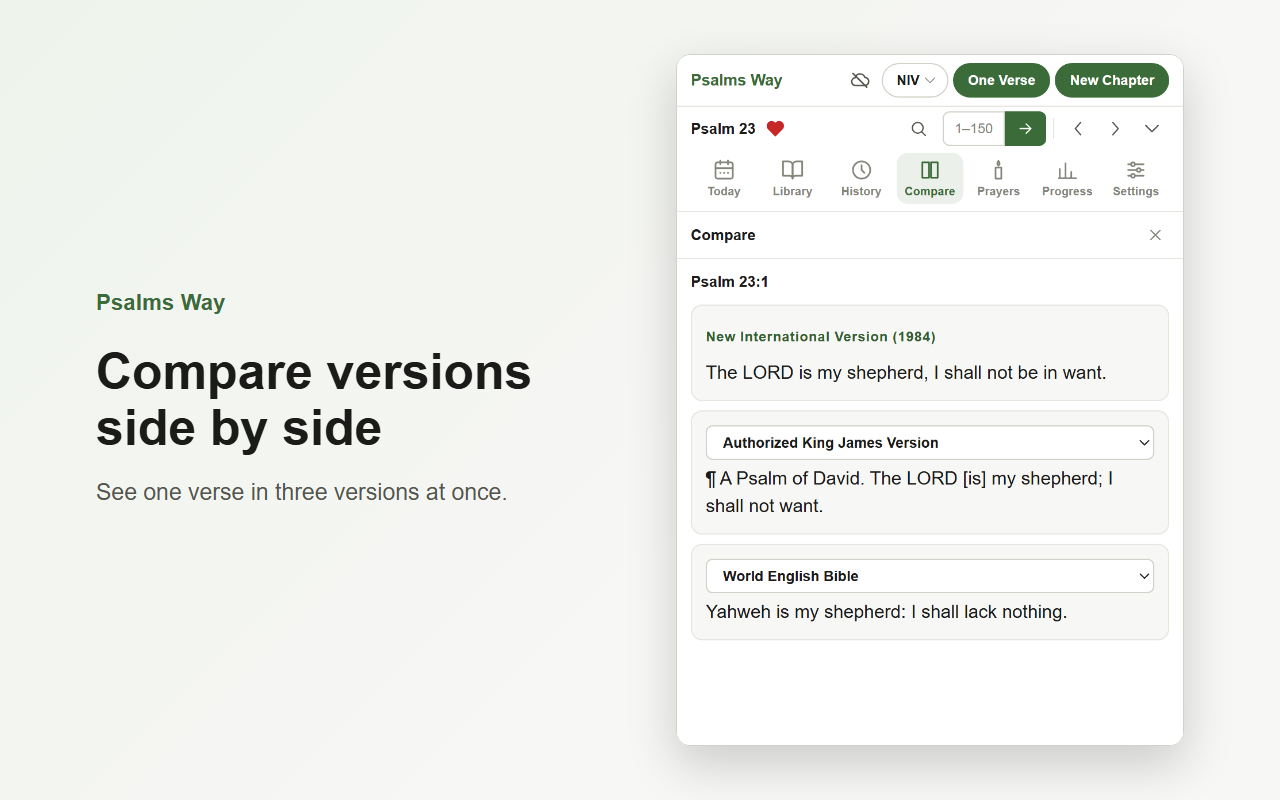 Psalms Way
Compare versions
side by side
See one verse in three versions at once.
Psalms Way
NIV
One Verse
New Chapter
Psalm 23
1–150
Today
Library
History
Compare
Prayers
Progress
Settings
Compare
Psalm 23:1
New International Version (1984)
The LORD is my shepherd, I shall not be in want.
Authorized King James Version
¶ A Psalm of David. The LORD [is] my shepherd; I
shall not want.
World English Bible
Yahweh is my shepherd: I shall lack nothing.